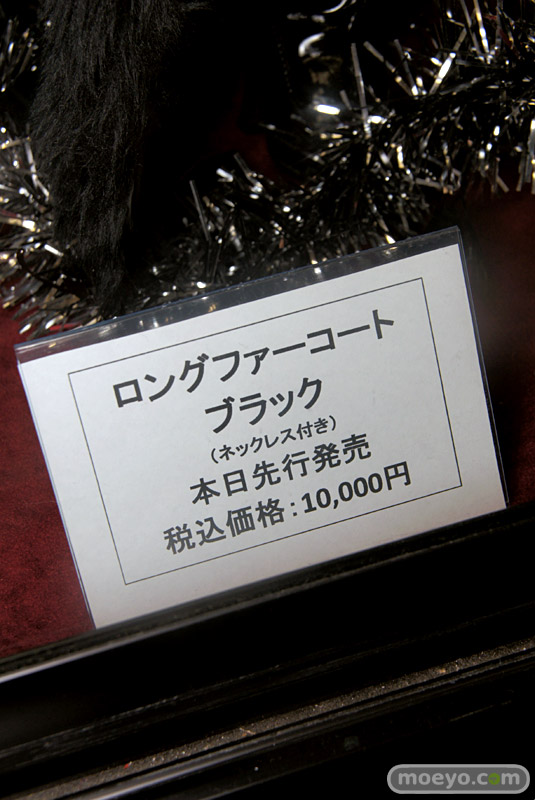 ロングファーコート
ブラック
（ネックレス付き）
本日先行発売
税込価格：10,000円
moeyo.com